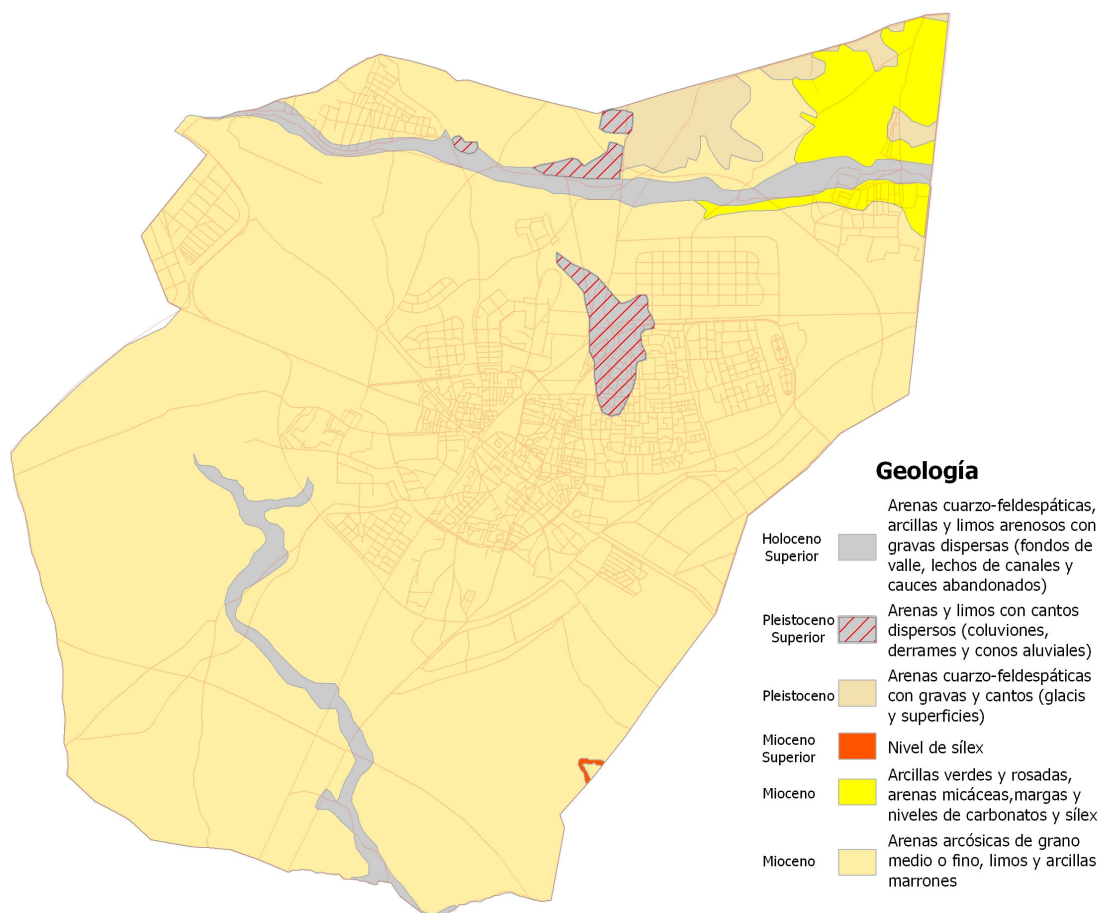 Geología
Holoceno
Superior
Arenas cuarzo-feldespáticas,
arcillas y limos arenosos con
gravas dispersas (fondos de
valle, lechos de canales y
cauces abandonados)
Pleistoceno
Superior
Arenas y limos con cantos
dispersos (coluviones,
derrames y conos aluviales)
Pleistoceno
Arenas cuarzo-feldespáticas
con gravas y cantos (glacis
y superficies)
Mioceno
Superior
Nivel de sílex
Mioceno
Arcillas verdes y rosadas,
arenas micáceas,margas y
niveles de carbonatos y sílex
Mioceno
Arenas arcósicas de grano
medio o fino, limos y arcillas
marrones